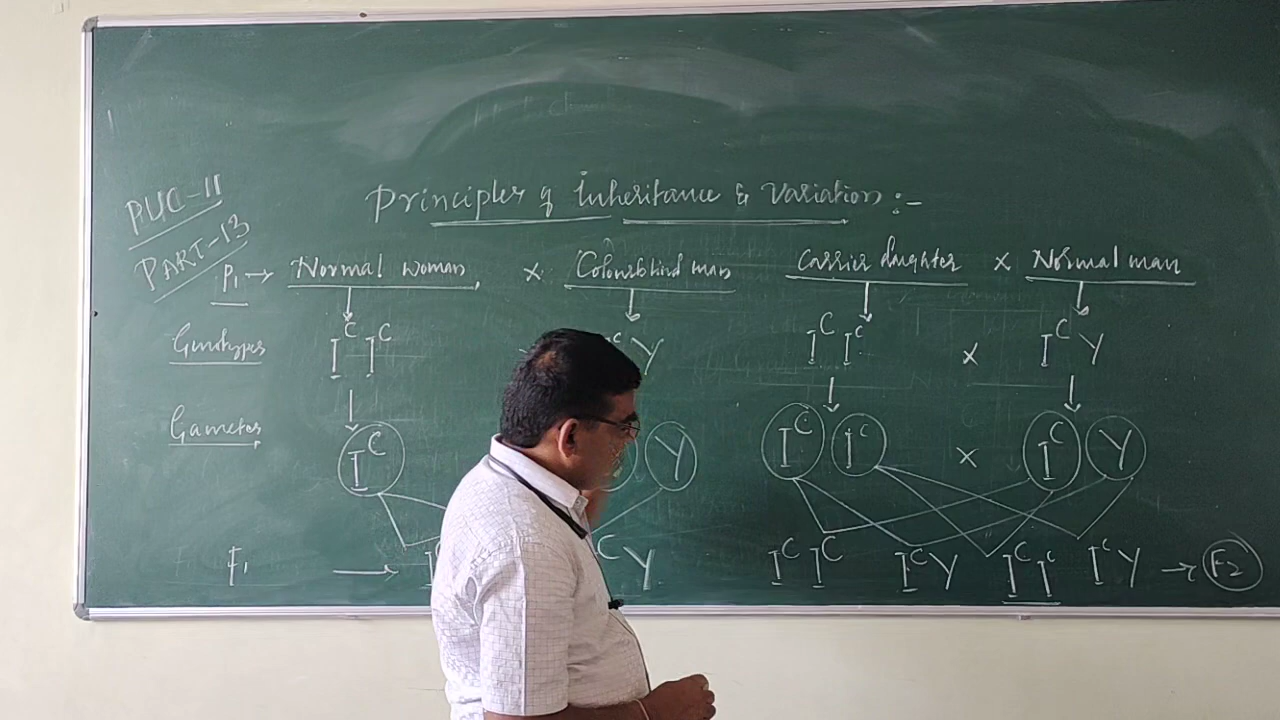 PUC-II
PART-13
Principles of Inheritance & Variation:-
P1 → Normal woman × Colourblind man Carrier daughter × Normal man
Genotypes I^C I^C Y I^C I^c × I^C Y
Gametes I^C Y I^C I^c × I^C Y
F1 → I C Y I^C I^C I^C Y I^C I^c I^c Y → F2